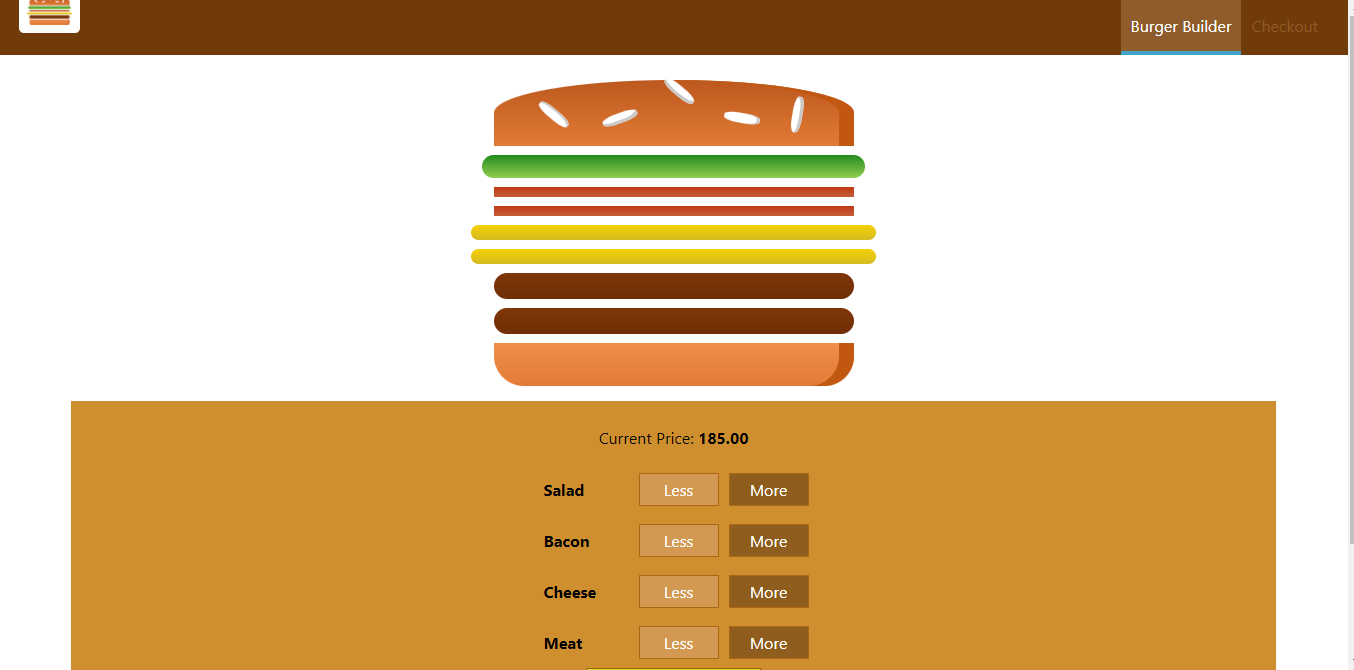 Burger Builder Checkout
Current Price: 185.00
Salad Less More
Bacon Less More
Cheese Less More
Meat Less More